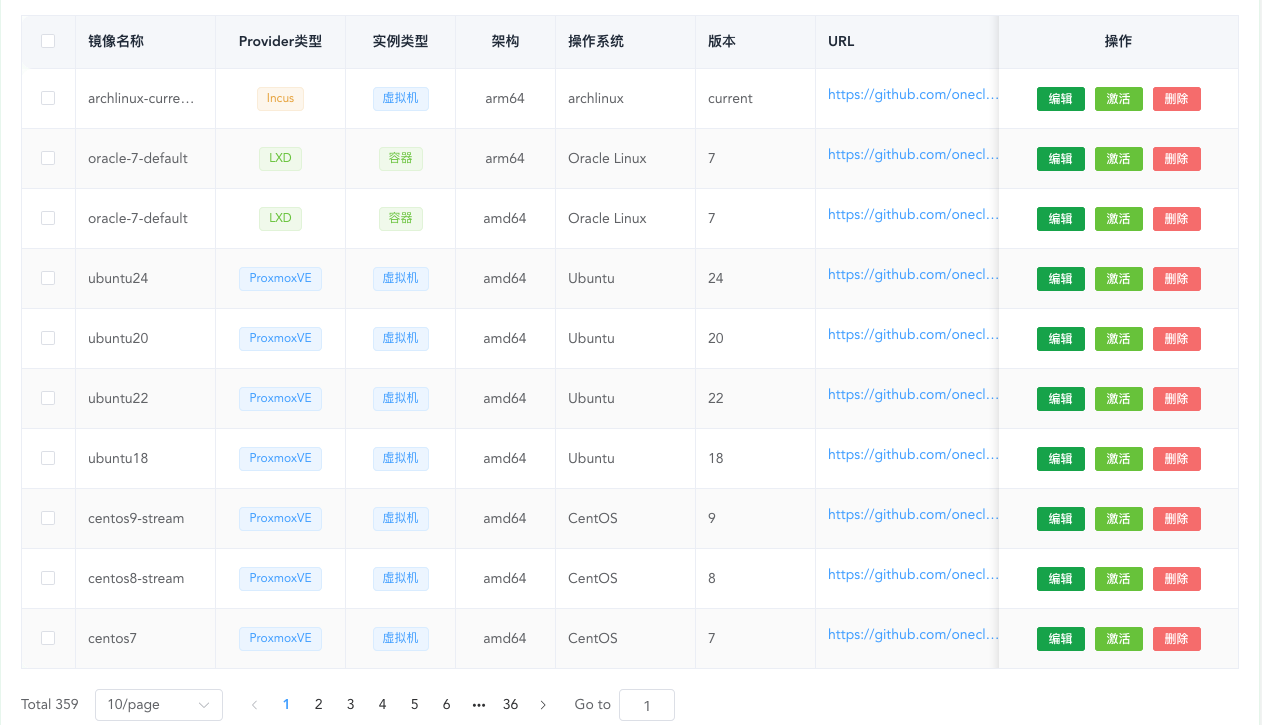 镜像名称 Provider类型 实例类型 架构 操作系统 版本 URL 操作
archlinux-curre... Incus 虚拟机 arm64 archlinux current https://github.com/onecl... 编辑 激活 删除
oracle-7-default LXD 容器 arm64 Oracle Linux 7 https://github.com/onecl... 编辑 激活 删除
oracle-7-default LXD 容器 amd64 Oracle Linux 7 https://github.com/onecl... 编辑 激活 删除
ubuntu24 ProxmoxVE 虚拟机 amd64 Ubuntu 24 https://github.com/onecl... 编辑 激活 删除
ubuntu20 ProxmoxVE 虚拟机 amd64 Ubuntu 20 https://github.com/onecl... 编辑 激活 删除
ubuntu22 ProxmoxVE 虚拟机 amd64 Ubuntu 22 https://github.com/onecl... 编辑 激活 删除
ubuntu18 ProxmoxVE 虚拟机 amd64 Ubuntu 18 https://github.com/onecl... 编辑 激活 删除
centos9-stream ProxmoxVE 虚拟机 amd64 CentOS 9 https://github.com/onecl... 编辑 激活 删除
centos8-stream ProxmoxVE 虚拟机 amd64 CentOS 8 https://github.com/onecl... 编辑 激活 删除
centos7 ProxmoxVE 虚拟机 amd64 CentOS 7 https://github.com/onecl... 编辑 激活 删除
Total 359 10/page 1 2 3 4 5 6 ••• 36 Go to 1